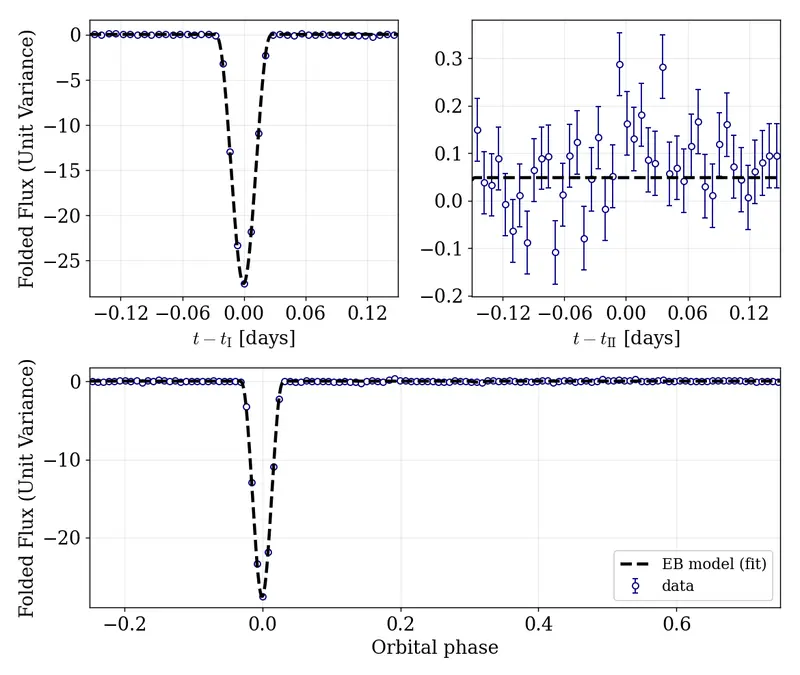 Folded Flux (Unit Variance)
0
−5
−10
−15
−20
−25
−0.12 −0.06 0.00 0.06 0.12
t − tI [days]
0.3
0.2
0.1
0.0
−0.1
−0.2
−0.12 −0.06 0.00 0.06 0.12
t − tII [days]
Folded Flux (Unit Variance)
0
−10
−20
−0.2 0.0 0.2 0.4 0.6
Orbital phase
EB model (fit)
data